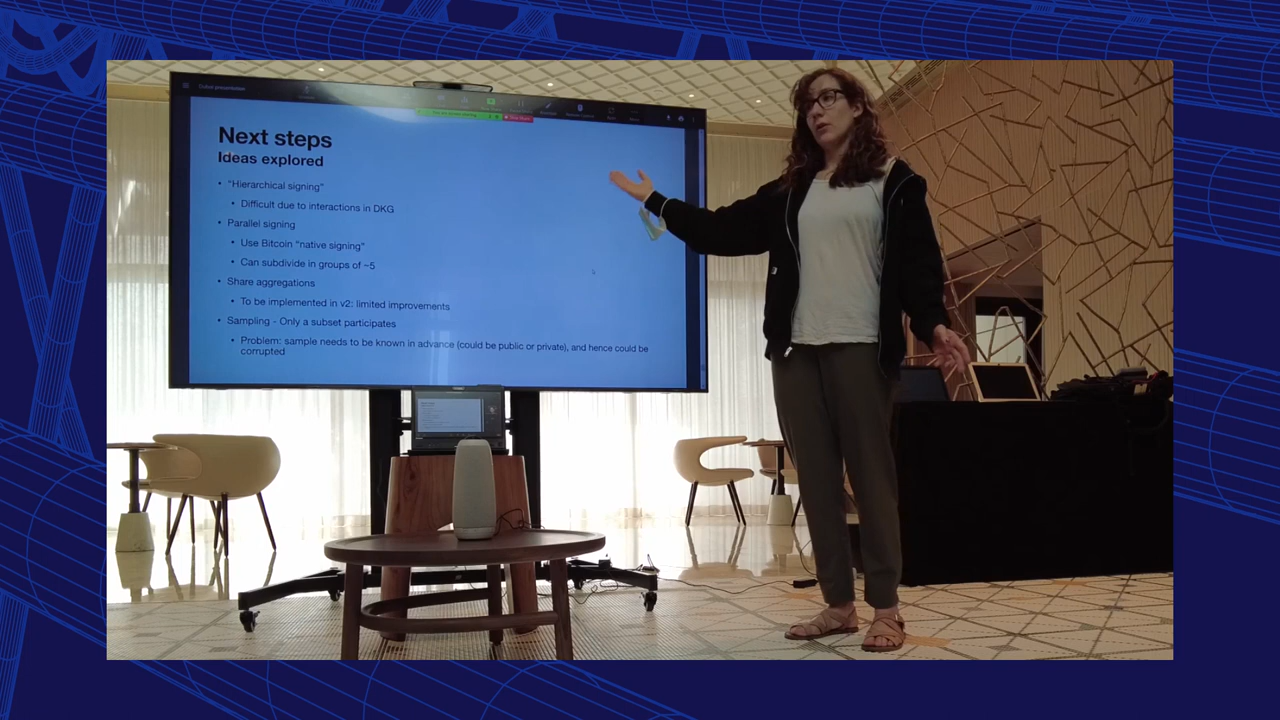 Next steps
Ideas explored
• "Hierarchical signing"
• Difficult due to interactions in DKG
• Parallel signing
• Use Bitcoin "native signing"
• Can subdivide in groups of ~5
• Share aggregations
• To be implemented in v2: limited improvements
• Sampling - Only a subset participates
• Problem: sample needs to be known in advance (could be public or private), and hence could be
corrupted